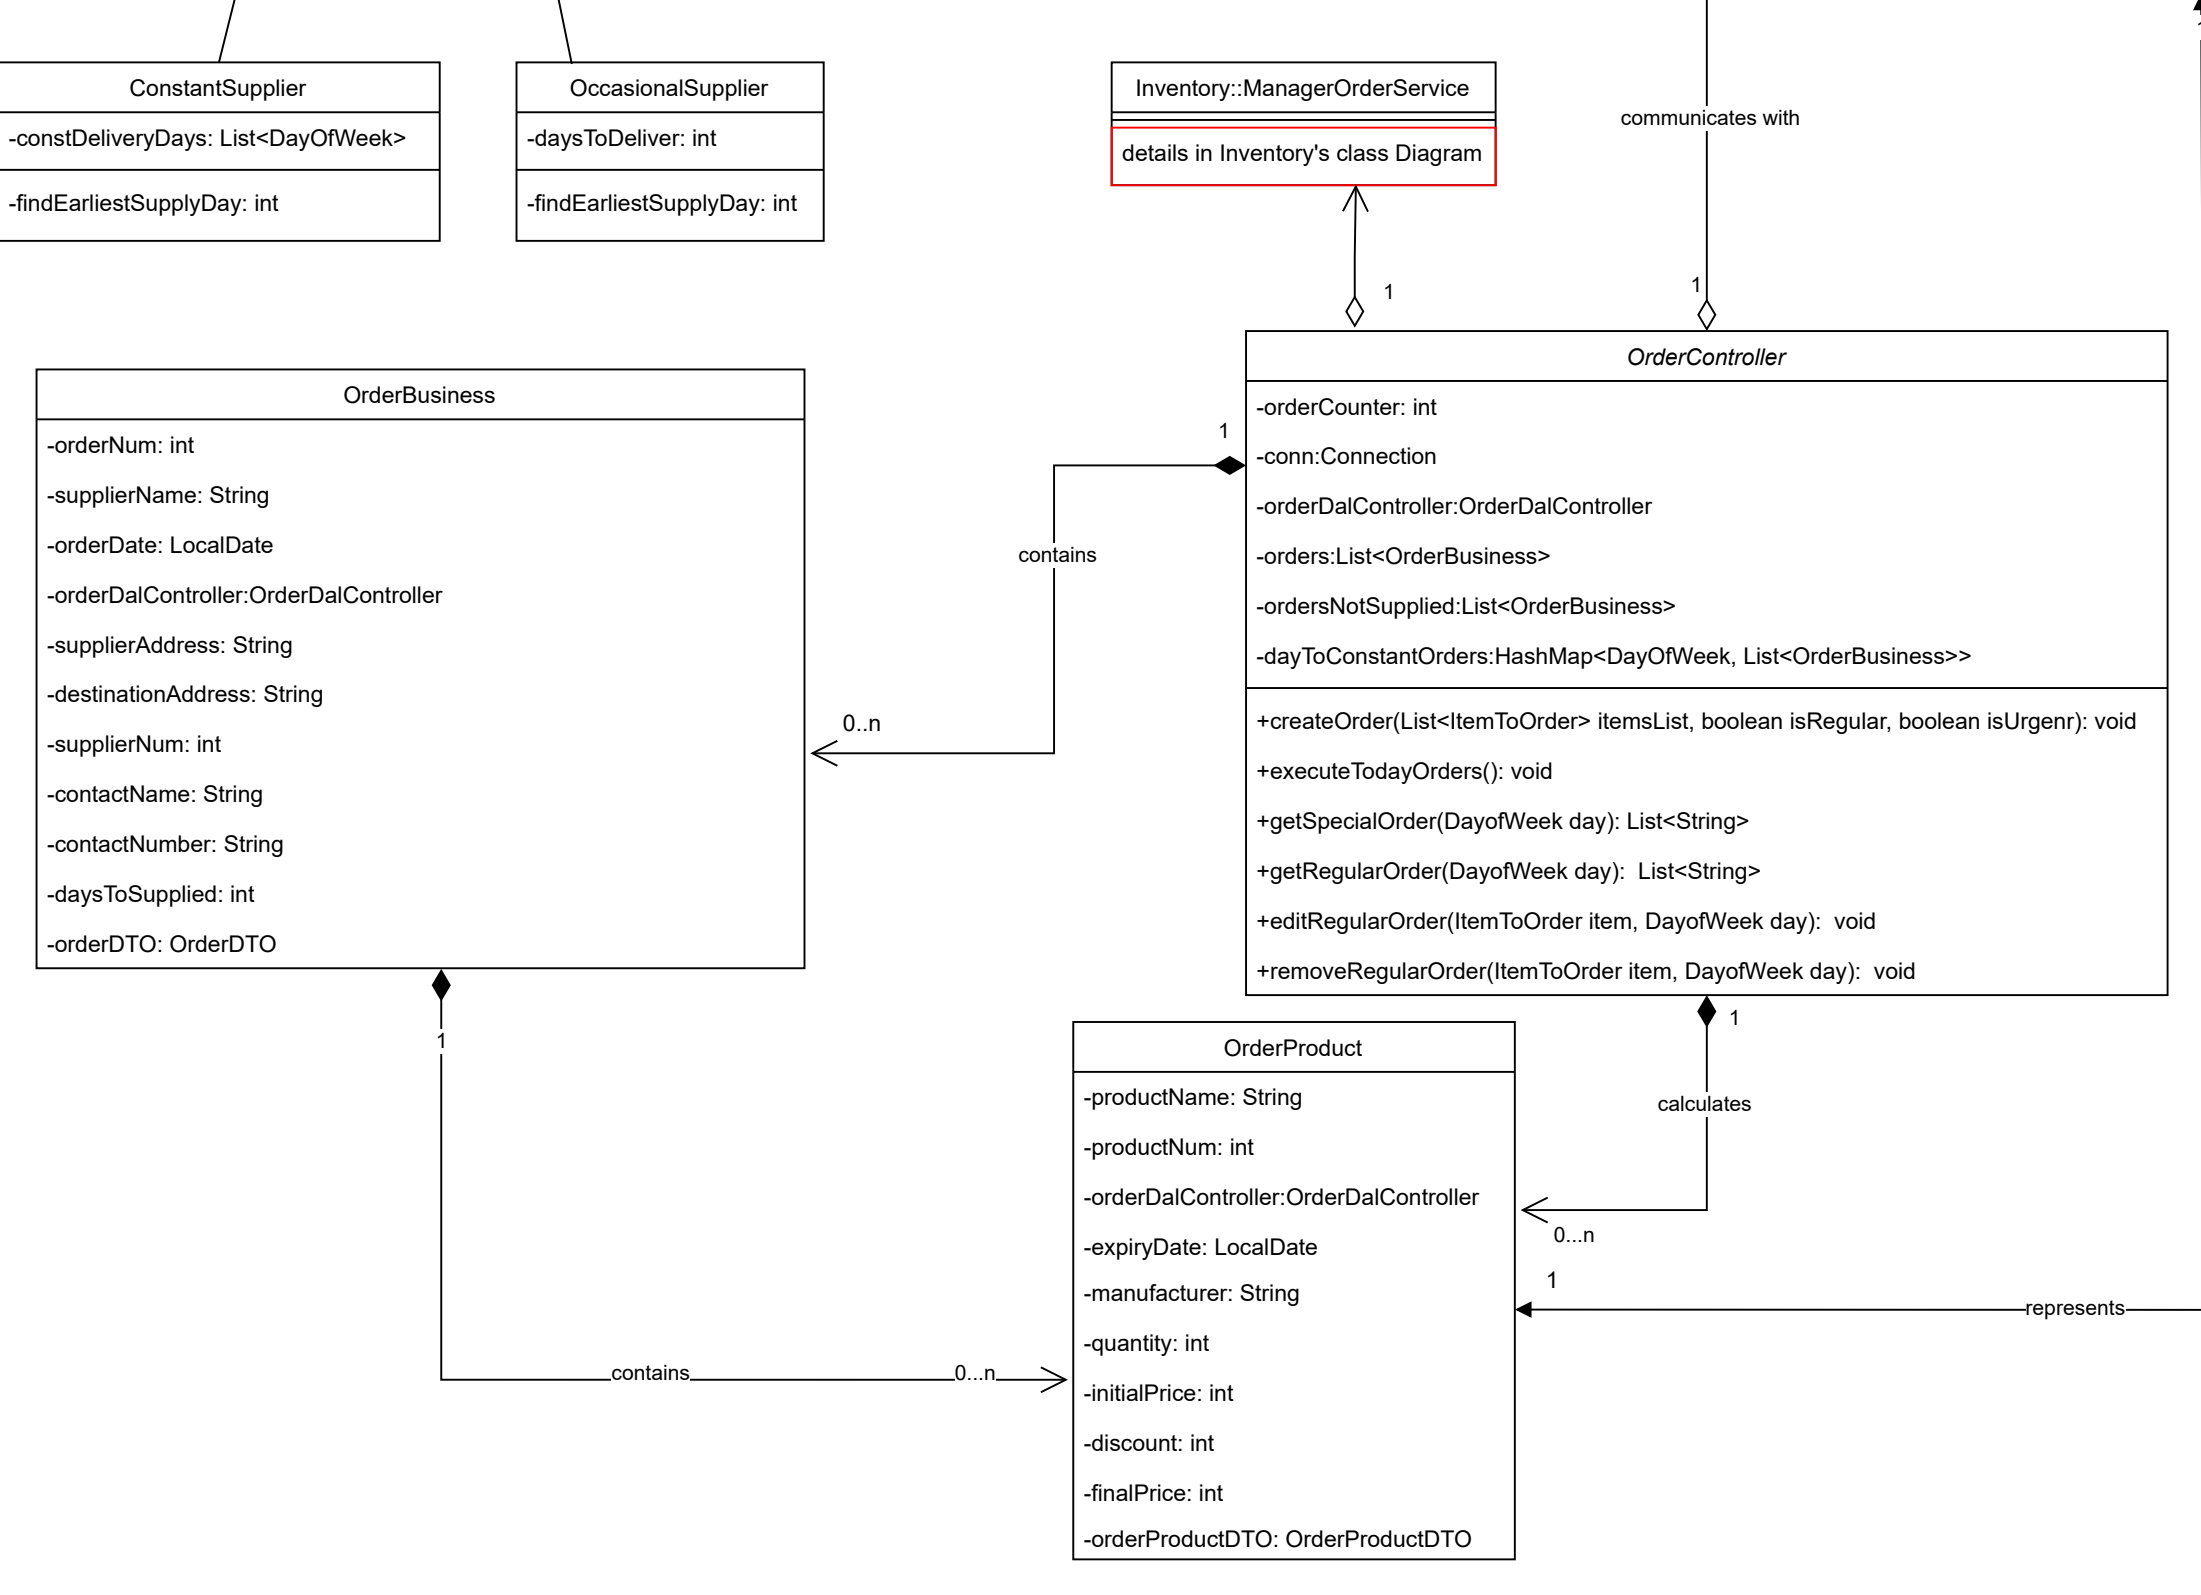 ConstantSupplier
-constDeliveryDays: List<DayOfWeek>
-findEarliestSupplyDay: int
OccasionalSupplier
-daysToDeliver: int
-findEarliestSupplyDay: int
Inventory::ManagerOrderService
details in Inventory's class Diagram
communicates with
1
1
OrderBusiness
-orderNum: int
-supplierName: String
-orderDate: LocalDate
-orderDalController:OrderDalController
-supplierAddress: String
-destinationAddress: String
-supplierNum: int
-contactName: String
-contactNumber: String
-daysToSupplied: int
-orderDTO: OrderDTO
1
contains
0..n
OrderController
-orderCounter: int
-conn:Connection
-orderDalController:OrderDalController
-orders:List<OrderBusiness>
-ordersNotSupplied:List<OrderBusiness>
-dayToConstantOrders:HashMap<DayOfWeek, List<OrderBusiness>>
+createOrder(List<ItemToOrder> itemsList, boolean isRegular, boolean isUrgenr): void
+executeTodayOrders(): void
+getSpecialOrder(DayofWeek day): List<String>
+getRegularOrder(DayofWeek day):  List<String>
+editRegularOrder(ItemToOrder item, DayofWeek day):  void
+removeRegularOrder(ItemToOrder item, DayofWeek day):  void
1
contains
0...n
OrderProduct
-productName: String
-productNum: int
-orderDalController:OrderDalController
-expiryDate: LocalDate
-manufacturer: String
-quantity: int
-initialPrice: int
-discount: int
-finalPrice: int
-orderProductDTO: OrderProductDTO
1
calculates
0...n
1
represents